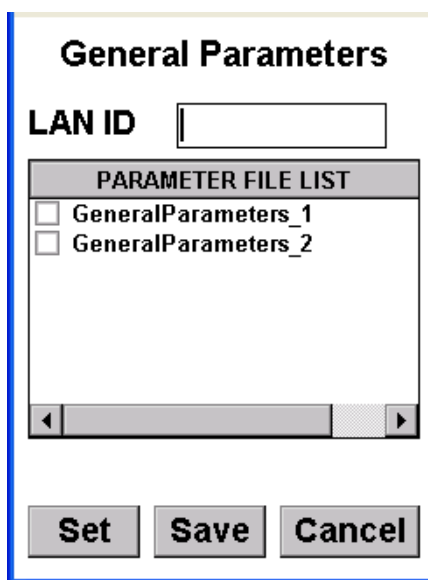 General Parameters
LAN ID
PARAMETER FILE LIST
GeneralParameters_1
GeneralParameters_2
Set Save Cancel